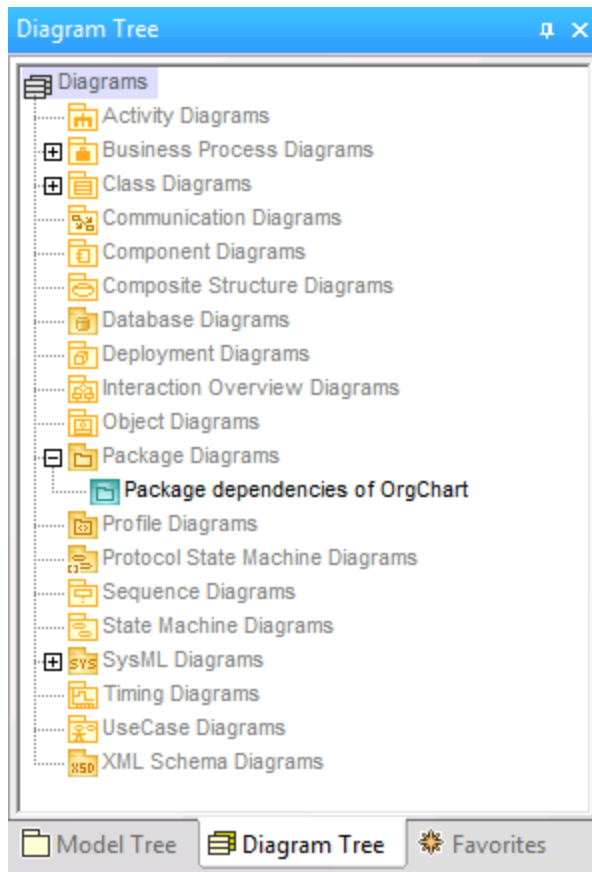 Diagram Tree
Diagrams
Activity Diagrams
Business Process Diagrams
Class Diagrams
Communication Diagrams
Component Diagrams
Composite Structure Diagrams
Database Diagrams
Deployment Diagrams
Interaction Overview Diagrams
Object Diagrams
Package Diagrams
Package dependencies of OrgChart
Profile Diagrams
Protocol State Machine Diagrams
Sequence Diagrams
State Machine Diagrams
SYS SysML Diagrams
Timing Diagrams
UseCase Diagrams
XSD XML Schema Diagrams
Model Tree Diagram Tree Favorites